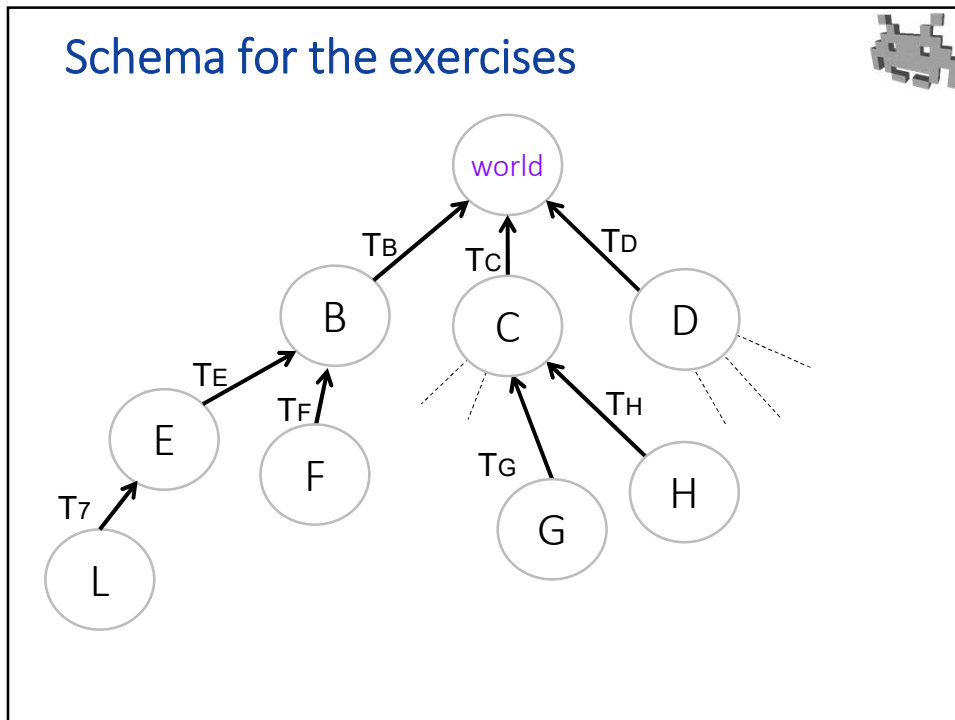 Schema for the exercises
world
TB
TC
TD
B
C
D
TE
TF
TH
E
F
TG
H
T7
G
L